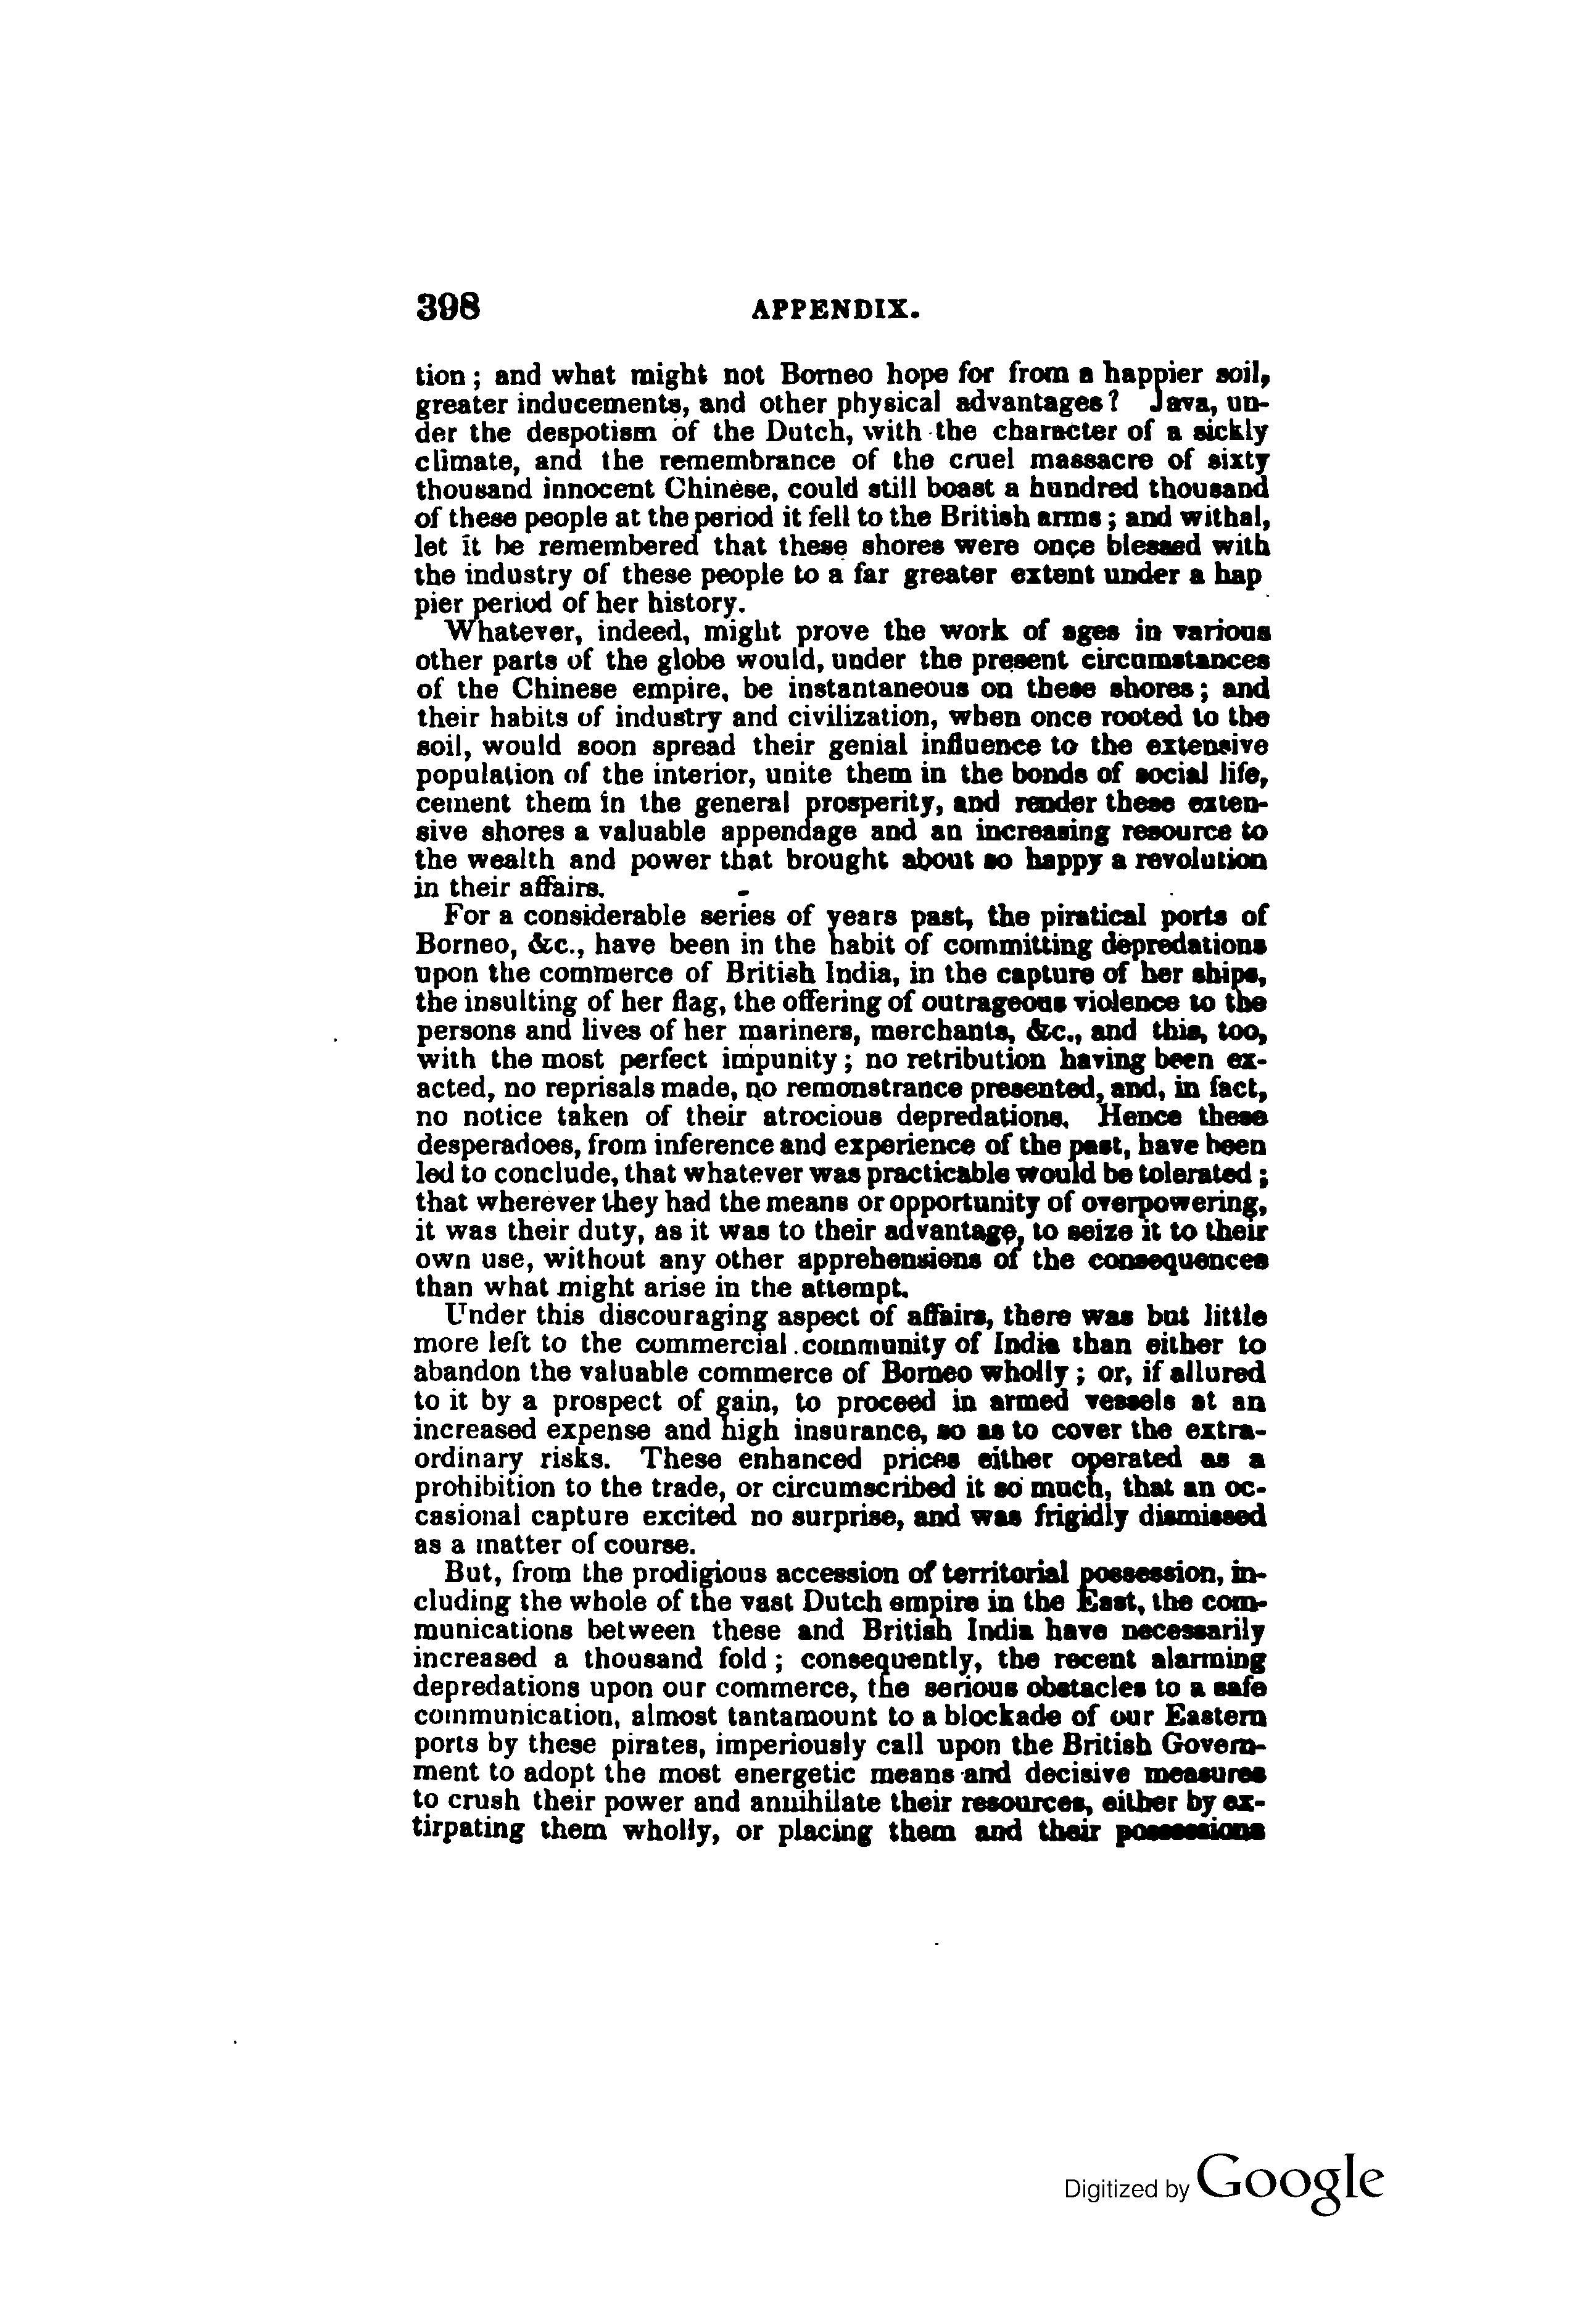 398 APPENDIX.
tion; and what might not Borneo hope for from a happier soil,
greater inducements, and other physical advantages? Java, un-
der the despotism of the Dutch, with the character of a sickly
climate, and the remembrance of the cruel massacre of sixty
thousand innocent Chinese, could still boast a hundred thousand
of these people at the period it fell to the British arms; and withal,
let it be remembered that these shores were once blessed with
the industry of these people to a far greater extent under a hap
pier period of her history.
Whatever, indeed, might prove the work of ages in various
other parts of the globe would, under the present circumstances
of the Chinese empire, be instantaneous on these shores; and
their habits of industry and civilization, when once rooted to the
soil, would soon spread their genial influence to the extensive
population of the interior, unite them in the bonds of social life,
cement them in the general prosperity, and render these exten-
sive shores a valuable appendage and an increasing resource to
the wealth and power that brought about so happy a revolution
in their affairs.
For a considerable series of years past, the piratical ports of
Borneo, &c., have been in the habit of committing depredations
upon the commerce of British India, in the capture of her ships,
the insulting of her flag, the offering of outrageous violence to the
persons and lives of her mariners, merchants, &c., and this, too,
with the most perfect impunity; no retribution having been ex-
acted, no reprisals made, no remonstrance presented, and, in fact,
no notice taken of their atrocious depredations. Hence these
desperadoes, from inference and experience of the past, have been
led to conclude, that whatever was practicable would be tolerated;
that wherever they had the means or opportunity of overpowering,
it was their duty, as it was to their advantage, to seize it to their
own use, without any other apprehensions of the consequences
than what might arise in the attempt.
Under this discouraging aspect of affairs, there was but little
more left to the commercial community of India than either to
abandon the valuable commerce of Borneo wholly; or, if allured
to it by a prospect of gain, to proceed in armed vessels at an
increased expense and high insurance, so as to cover the extra-
ordinary risks. These enhanced prices either operated as a
prohibition to the trade, or circumscribed it so much, that an oc-
casional capture excited no surprise, and was frigidly dismissed
as a matter of course.
But, from the prodigious accession of territorial possession, in-
cluding the whole of the vast Dutch empire in the East, the com-
munications between these and British India have necessarily
increased a thousand fold; consequently, the recent alarming
depredations upon our commerce, the serious obstacles to a safe
communication, almost tantamount to a blockade of our Eastern
ports by these pirates, imperiously call upon the British Govern-
ment to adopt the most energetic means and decisive measures
to crush their power and annihilate their resources, either by ex-
tirpating them wholly, or placing them and their possessions
Digitized by Google